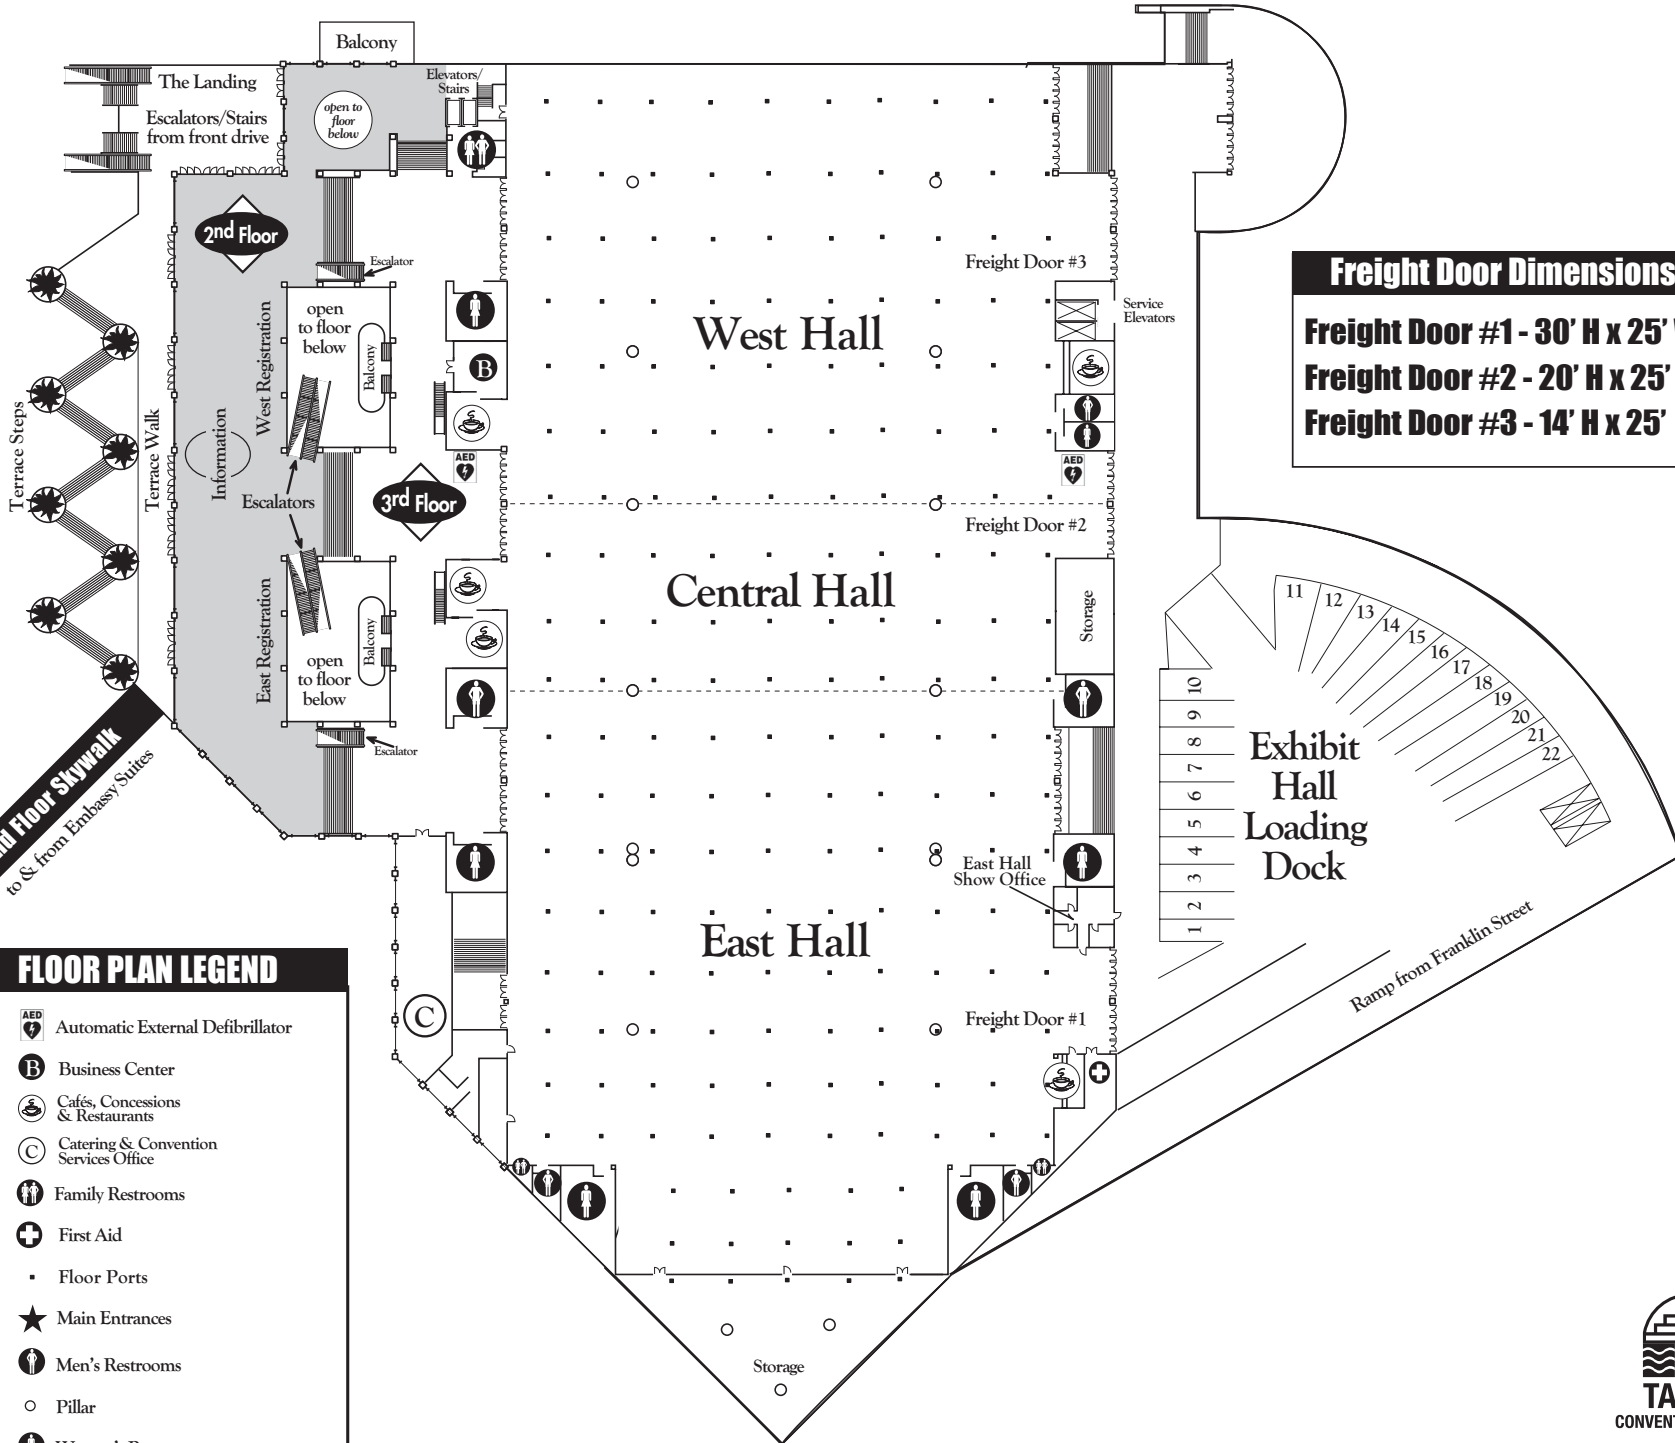 Balcony
The Landing
Escalators/Stairs
from front drive
open to
floor
below
Elevators/
Stairs
2nd Floor
Escalator
West Registration
open
to floor
below
Balcony
B
Terrace Steps
Terrace Walk
Information
Escalators
3rd Floor
AED
East Registration
open
to floor
below
Balcony
Escalator
Floor Skywalk
to & from Embassy Suites
C
West Hall
Central Hall
East Hall
Freight Door #3
Service
Elevators
AED
Freight Door #2
Storage
East Hall
Show Office
Freight Door #1
Storage
Freight Door Dimensions
Freight Door #1 - 30’ H x 25’
Freight Door #2 - 20’ H x 25’
Freight Door #3 - 14’ H x 25’
11
12
13
14
15
16
17
18
19
20
21
22
10
9
8
7
6
5
4
3
2
1
Exhibit
Hall
Loading
Dock
Ramp from Franklin Street
FLOOR PLAN LEGEND
AED
Automatic External Defibrillator
B
Business Center
Cafés, Concessions
& Restaurants
C
Catering & Convention
Services Office
Family Restrooms
First Aid
Floor Ports
Main Entrances
Men's Restrooms
Pillar
TA
CONVENT